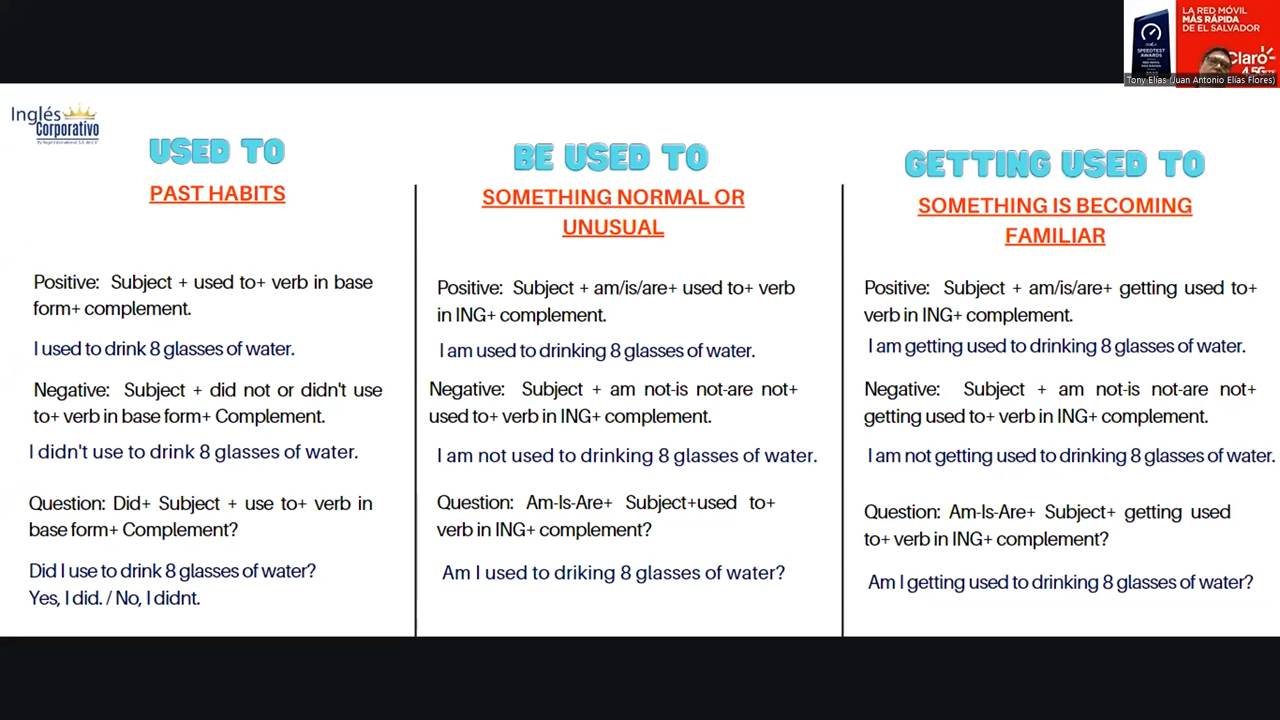 LA RED MÓVIL
MÁS RÁPIDA
DE EL SALVADOR
SPEEDTEST
AWARDS
Claro
4.5G
Tony Elías (Juan Antonio Elías Flores)
Inglés
Corporativo
USED TO
PAST HABITS
Positive: Subject + used to+ verb in base
form+ complement.
I used to drink 8 glasses of water.
Negative: Subject + did not or didn't use
to+ verb in base form+ Complement.
I didn't use to drink 8 glasses of water.
Question: Did+ Subject + use to+ verb in
base form+ Complement?
Did I use to drink 8 glasses of water?
Yes, I did. / No, I didnt.
BE USED TO
SOMETHING NORMAL OR
UNUSUAL
Positive: Subject + am/is/are+ used to+ verb
in ING+ complement.
I am used to drinking 8 glasses of water.
Negative: Subject + am not-is not-are not+
used to+ verb in ING+ complement.
I am not used to drinking 8 glasses of water.
Question: Am-Is-Are+ Subject+used to+
verb in ING+ complement?
Am I used to driking 8 glasses of water?
GETTING USED TO
SOMETHING IS BECOMING
FAMILIAR
Positive: Subject + am/is/are+ getting used to+
verb in ING+ complement.
I am getting used to drinking 8 glasses of water.
Negative: Subject + am not-is not-are not+
getting used to+ verb in ING+ complement.
I am not getting used to drinking 8 glasses of water.
Question: Am-Is-Are+ Subject+ getting used
to+ verb in ING+ complement?
Am I getting used to drinking 8 glasses of water?